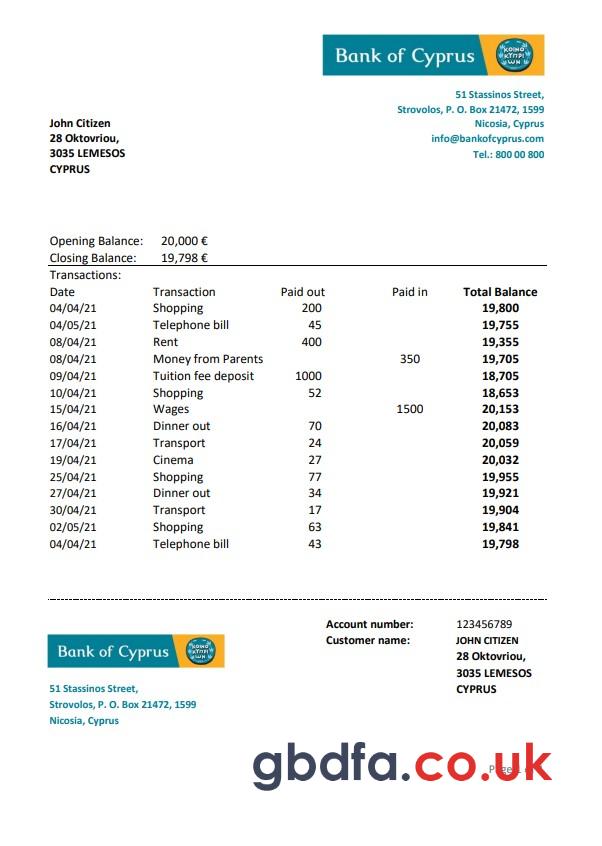 Bank of Cyprus
ΚΟΙΝΟ
ΚΥΠΡΙ
ΩΝ
51 Stassinos Street,
Strovolos, P. O. Box 21472, 1599
Nicosia, Cyprus
info@bankofcyprus.com
Tel.: 800 00 800
John Citizen
28 Oktovriou,
3035 LEMESOS
CYPRUS
Opening Balance: 20,000 €
Closing Balance: 19,798 €
Transactions:
Date Transaction Paid out Paid in Total Balance
04/04/21 Shopping 200 19,800
04/05/21 Telephone bill 45 19,755
08/04/21 Rent 400 19,355
08/04/21 Money from Parents 350 19,705
09/04/21 Tuition fee deposit 1000 18,705
10/04/21 Shopping 52 18,653
15/04/21 Wages 1500 20,153
16/04/21 Dinner out 70 20,083
17/04/21 Transport 24 20,059
19/04/21 Cinema 27 20,032
25/04/21 Shopping 77 19,955
27/04/21 Dinner out 34 19,921
30/04/21 Transport 17 19,904
02/05/21 Shopping 63 19,841
04/04/21 Telephone bill 43 19,798
Account number: 123456789
Customer name: JOHN CITIZEN
28 Oktovriou,
3035 LEMESOS
CYPRUS
Bank of Cyprus
ΚΟΙΝΟ
ΚΥΠΡΙ
ΩΝ
51 Stassinos Street,
Strovolos, P. O. Box 21472, 1599
Nicosia, Cyprus
gbdfa.co.uk